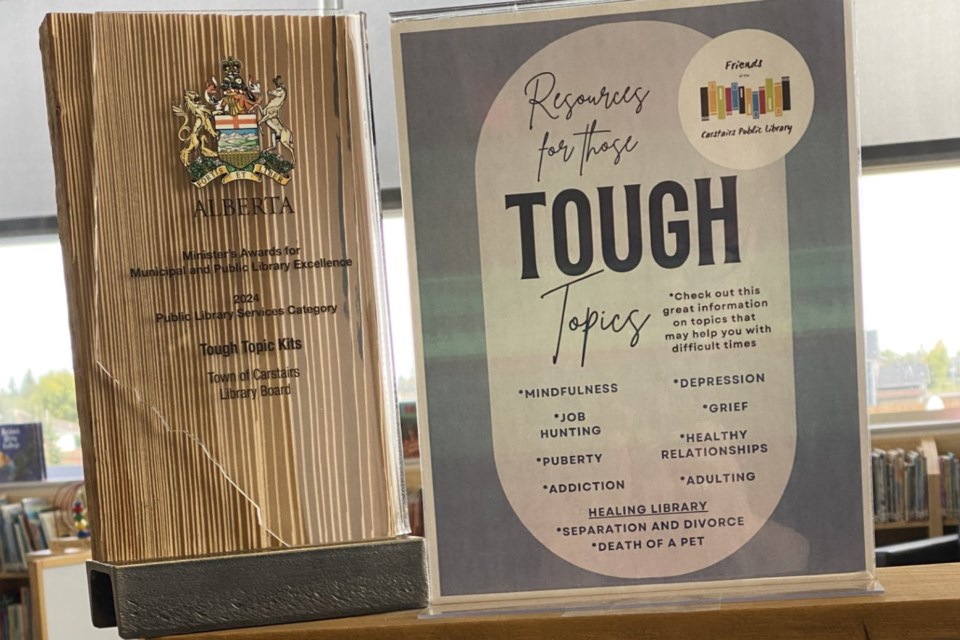 FORTIS ET LIBER
ALBERTA
Minister's Awards for
Municipal and Public Library Excellence
2024
Public Library Services Category
Tough Topic Kits
Town of Carstairs
Library Board
Friends
of the
Carstairs Public Library
Resources
for those
TOUGH
Topics
*Check out this
great information
on topics that
may help you with
difficult times
*MINDFULNESS
*JOB
HUNTING
*PUBERTY
*ADDICTION
*DEPRESSION
*GRIEF
*HEALTHY
RELATIONSHIPS
*ADULTING
HEALING LIBRARY
*SEPARATION AND DIVORCE
*DEATH OF A PET